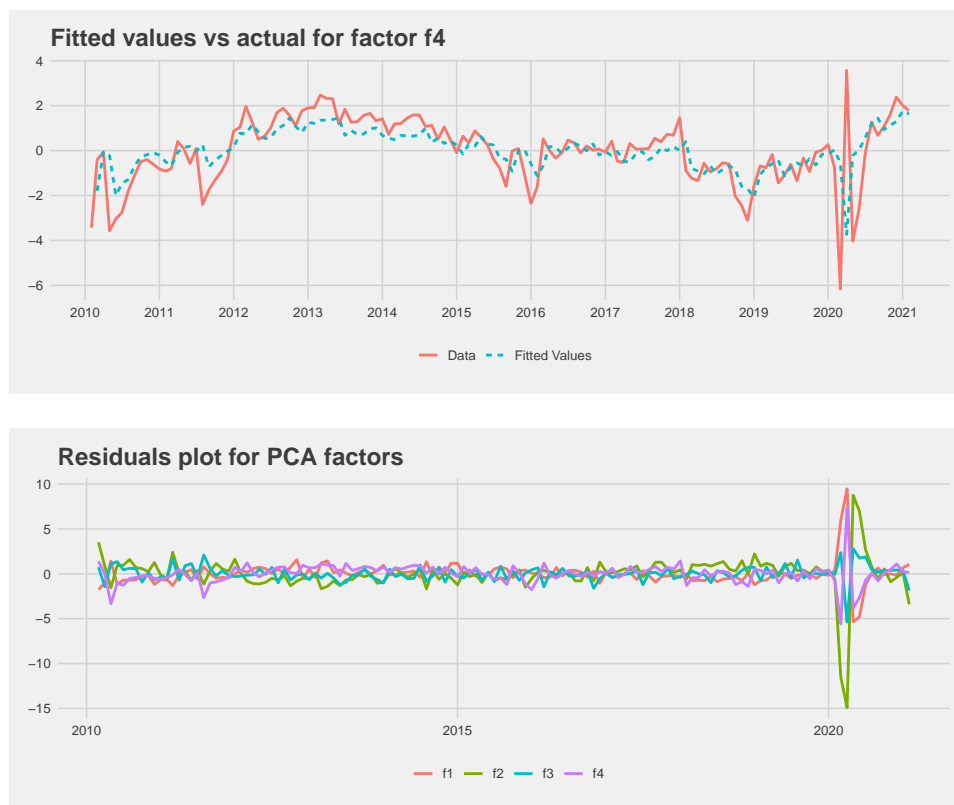 Fitted values vs actual for factor f4
4
2
0
−2
−4
−6
2010 2011 2012 2013 2014 2015 2016 2017 2018 2019 2020 2021
Data Fitted Values
Residuals plot for PCA factors
10
5
0
−5
−10
−15
2010 2015 2020
f1 f2 f3 f4